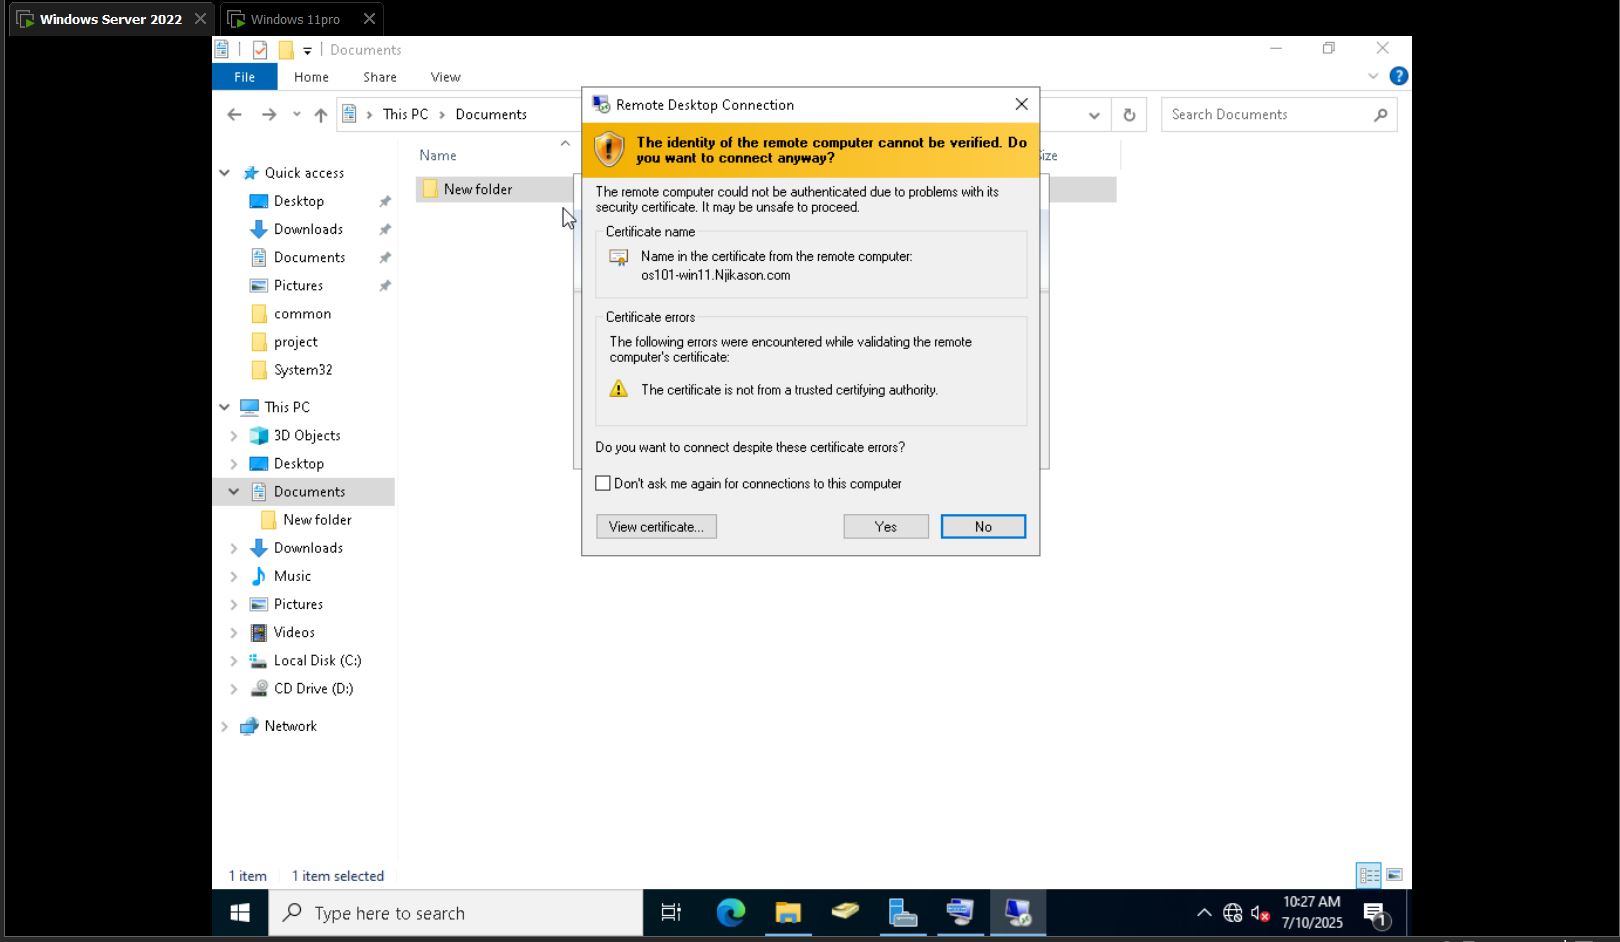 Windows Server 2022
Windows 11pro
Documents
File Home Share View
This PC Documents
Search Documents
Quick access
Desktop
Downloads
Documents
Pictures
common
project
System32
This PC
3D Objects
Desktop
Documents
New folder
Downloads
Music
Pictures
Videos
Local Disk (C:)
CD Drive (D:)
Network
Name
New folder
Remote Desktop Connection
The identity of the remote computer cannot be verified. Do
you want to connect anyway?
The remote computer could not be authenticated due to problems with its
security certificate. It may be unsafe to proceed.
Certificate name
Name in the certificate from the remote computer:
os101-win11.Njikason.com
Certificate errors
The following errors were encountered while validating the remote
computer's certificate:
The certificate is not from a trusted certifying authority.
Do you want to connect despite these certificate errors?
Don't ask me again for connections to this computer
View certificate...
Yes
No
1 item 1 item selected
Type here to search
10:27 AM
7/10/2025
1